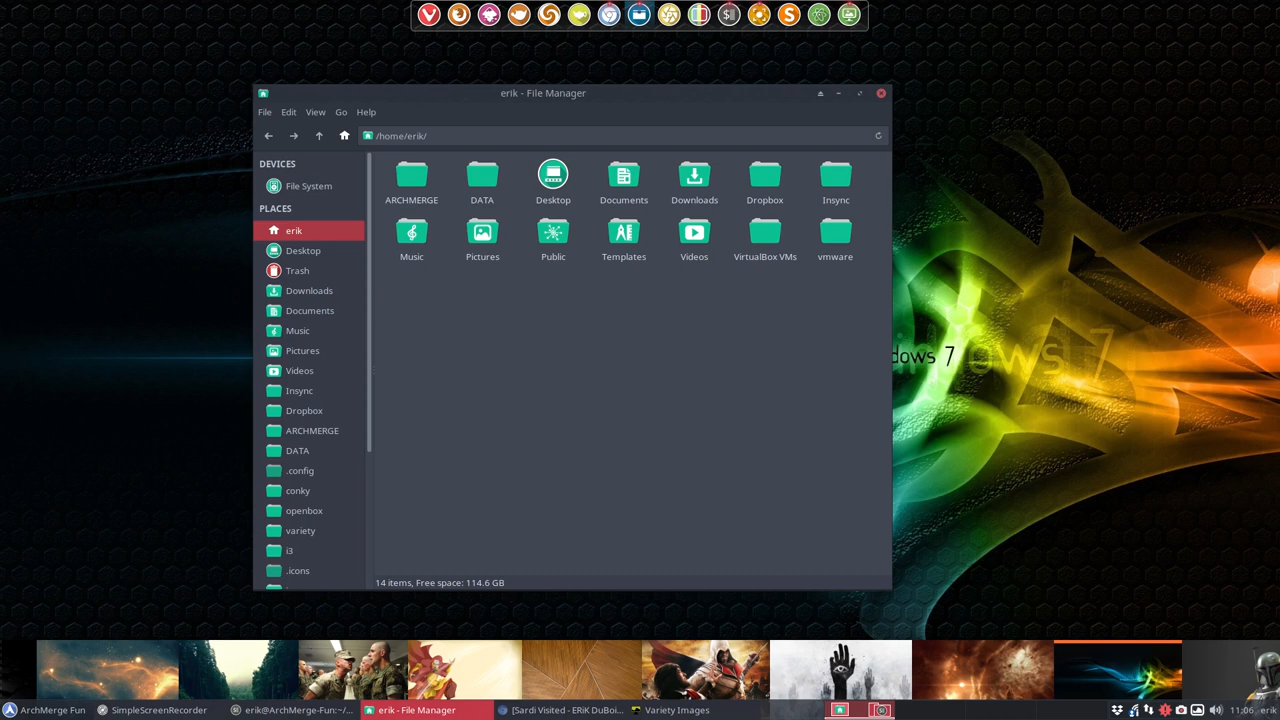 erik - File Manager
File Edit View Go Help
/home/erik/
DEVICES
File System
PLACES
erik
Desktop
Trash
Downloads
Documents
Music
Pictures
Videos
Insync
Dropbox
ARCHMERGE
DATA
.config
conky
openbox
variety
i3
.icons
ARCHMERGE DATA Desktop Documents Downloads Dropbox Insync
Music Pictures Public Templates Videos VirtualBox VMs vmware
14 items, Free space: 114.6 GB
dows 7
ows 7
ArchMerge Fun SimpleScreenRecorder erik@ArchMerge-Fun:~/... erik - File Manager [Sardi Visited - ERiK DuBoi... Variety Images 11:06 erik